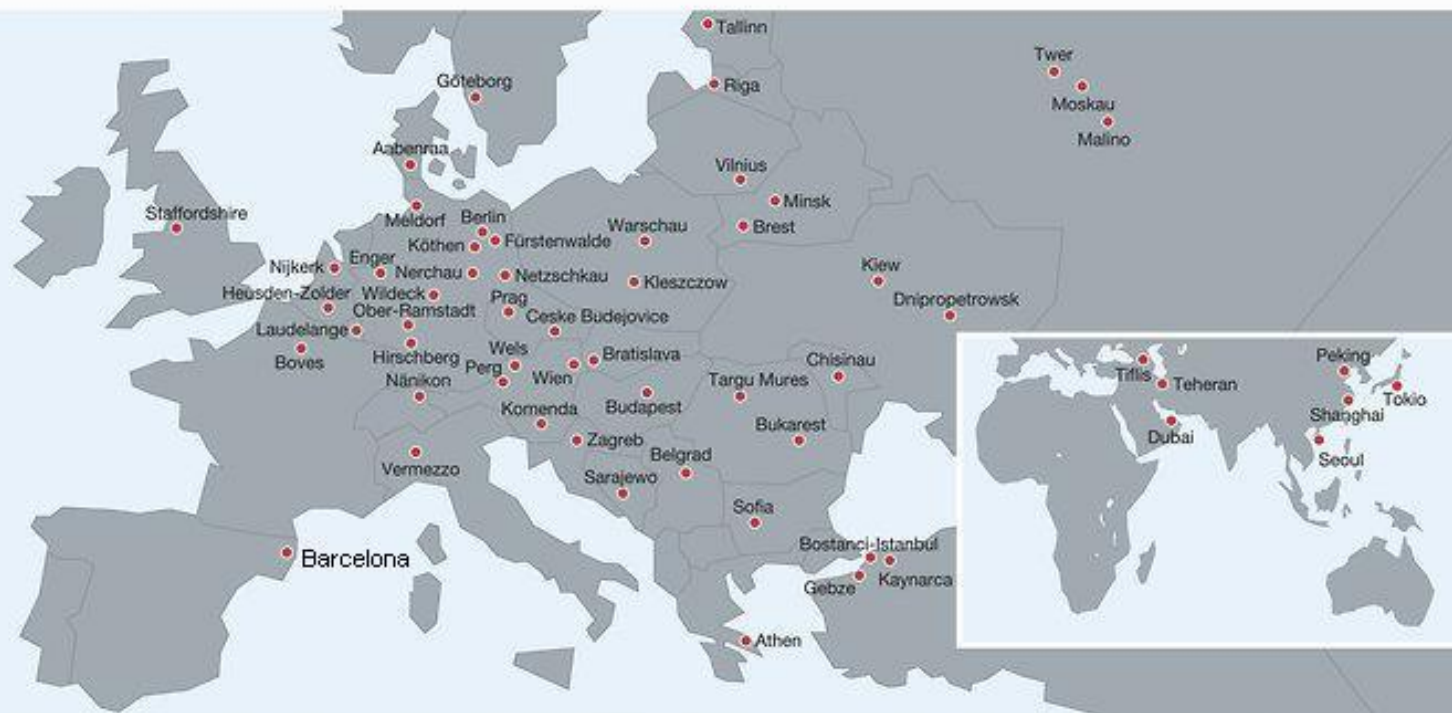 Tallinn
Twer
Göteborg
Riga
Moskau
Malino
Aabenraa
Vilnius
Minsk
Staffordshire
Meldorf
Berlin
Warschau
Brest
Köthen
Fürstenwalde
Enger
Nijkerk
Nerchau
Netzschkau
Kleszczow
Kiew
Heusden-Zolder
Wildeck
Prag
Dnipropetrowsk
Ober-Ramstadt
Ceske Budejovice
Laudelange
Boves
Hirschberg
Wels
Bratislava
Chisinau
Perg
Wien
Nänikon
Targu Mures
Komenda
Budapest
Bukarest
Zagreb
Vermezzo
Belgrad
Sarajewo
Sofia
Bostanci-Istanbul
Barcelona
Gebze
Kaynarca
Athen
Peking
Tiflis
Teheran
Tokio
Shanghai
Dubai
Seoul